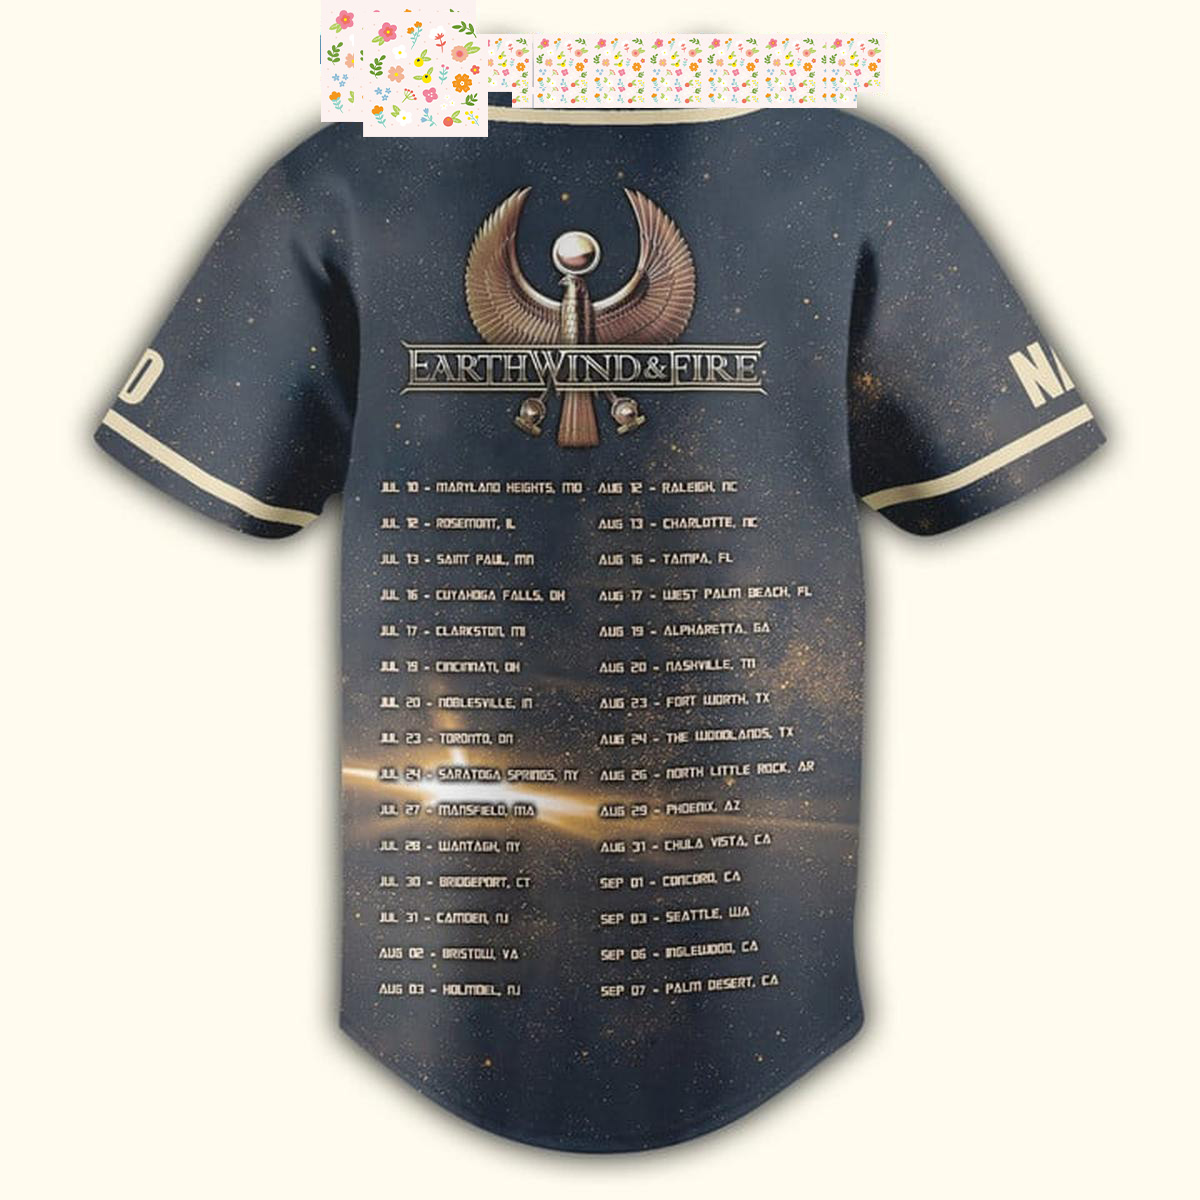 EARTH WIND & FIRE
JUL 10 - MARYLAND HEIGHTS, MO
JUL 12 - ROSEMONT, IL
JUL 13 - SAINT PAUL, MN
JUL 16 - CUYAHOGA FALLS, OH
JUL 17 - CLARKSTON, MI
JUL 19 - CINCINNATI, OH
JUL 20 - NOBLESVILLE, IN
JUL 23 - TORONTO, ON
JUL 24 - SARATOGA SPRINGS, NY
JUL 27 - MANSFIELD, MA
JUL 28 - WANTAGH, NY
JUL 30 - BRIDGEPORT, CT
JUL 31 - CAMDEN, NJ
AUG 02 - BRISTOW, VA
AUG 03 - HOLMDEL, NJ
AUG 12 - RALEIGH, NC
AUG 13 - CHARLOTTE, NC
AUG 16 - TAMPA, FL
AUG 17 - WEST PALM BEACH, FL
AUG 19 - ALPHARETTA, GA
AUG 20 - NASHVILLE, TN
AUG 23 - FORT WORTH, TX
AUG 24 - THE WOODLANDS, TX
AUG 26 - NORTH LITTLE ROCK, AR
AUG 29 - PHOENIX, AZ
AUG 31 - CHULA VISTA, CA
SEP 01 - CONCORD, CA
SEP 03 - SEATTLE, WA
SEP 06 - INGLEWOOD, CA
SEP 07 - PALM DESERT, CA